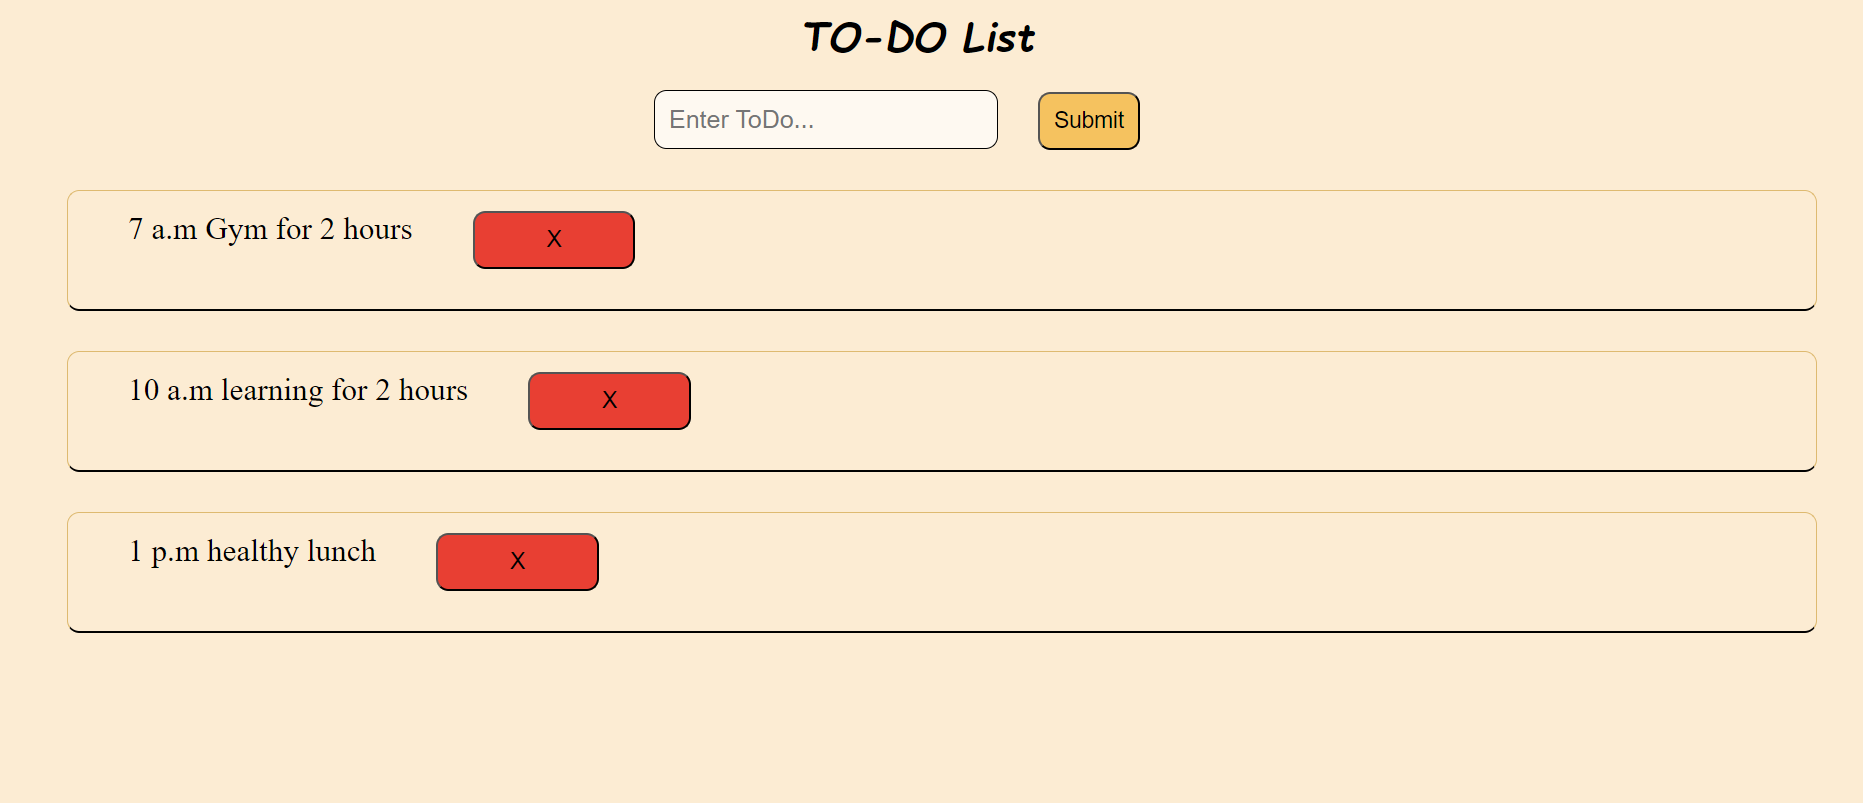 TO-DO List
Enter ToDo... Submit
7 a.m Gym for 2 hours X
10 a.m learning for 2 hours X
1 p.m healthy lunch X